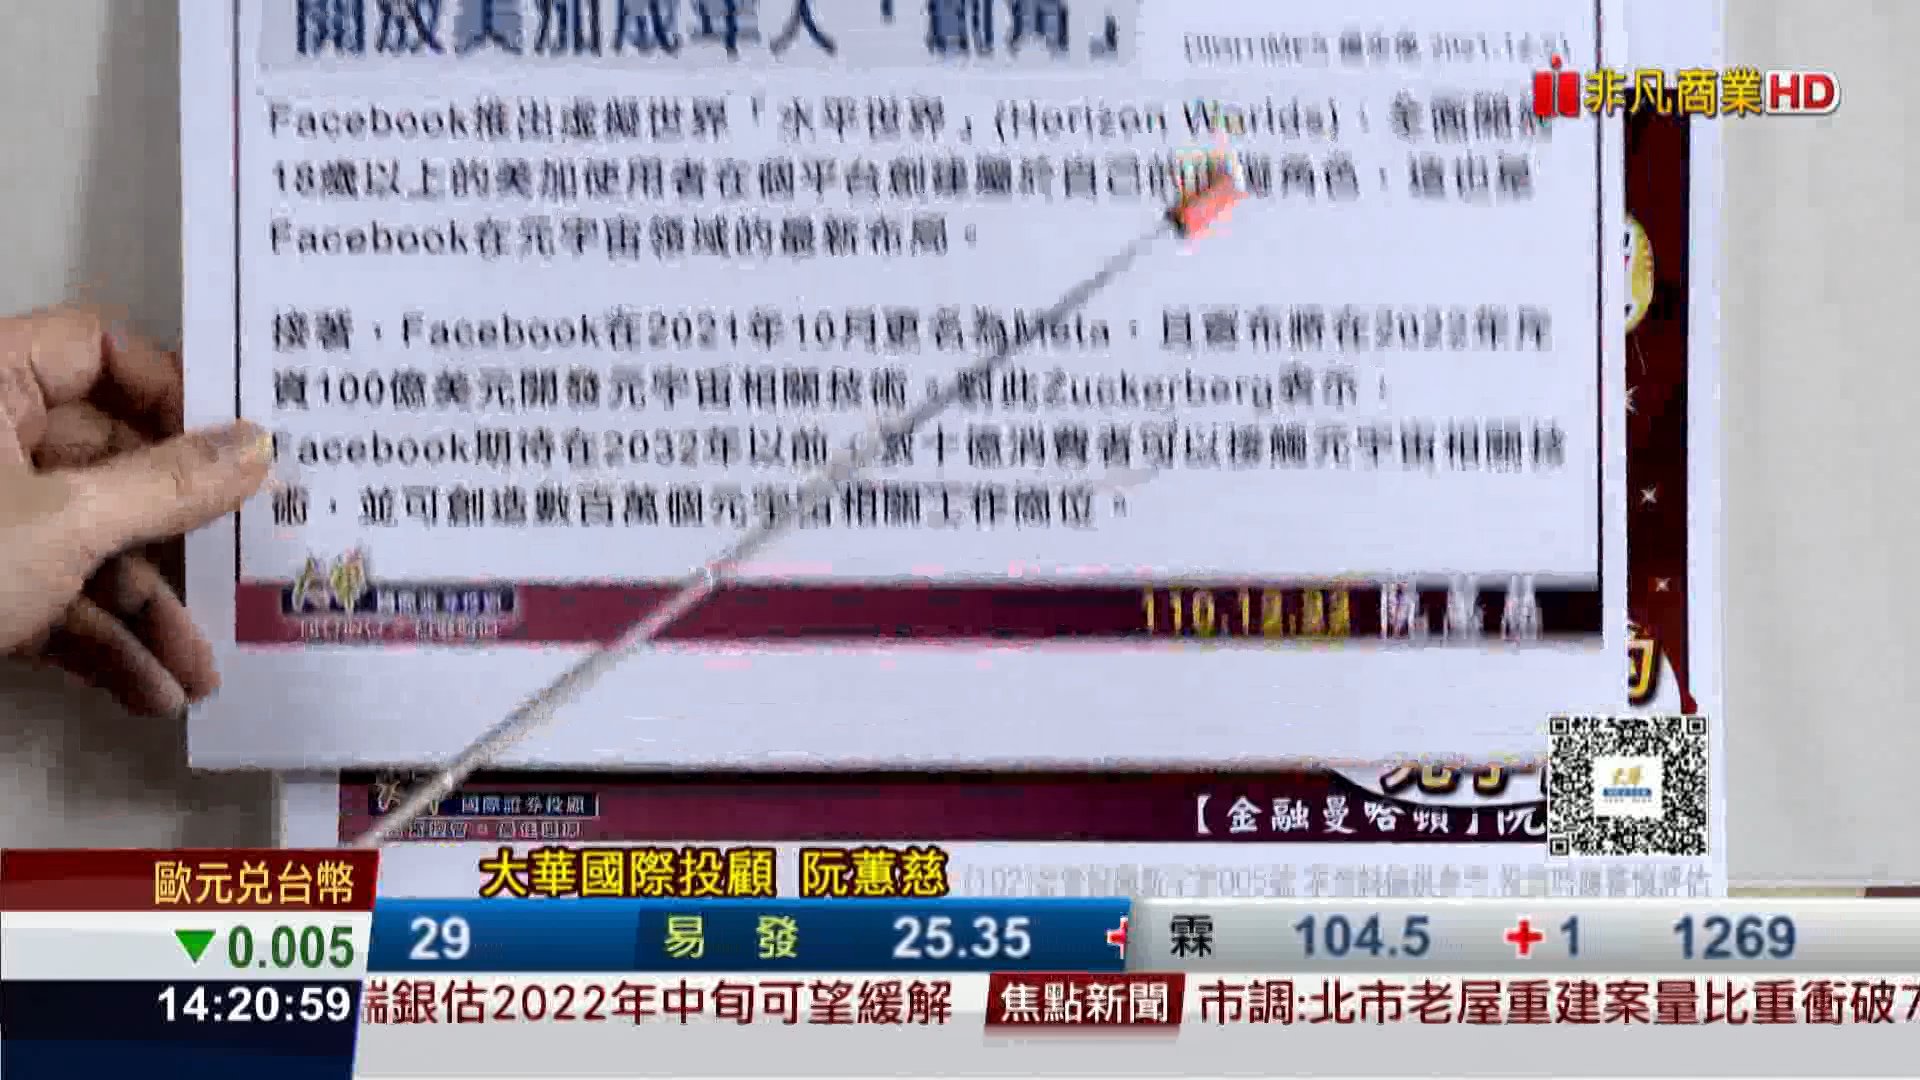 開放美加成年人「創角」
非凡商業HD
Facebook推出虛擬世界「水平世界」(Horizon Worlds)，全面開放
18歲以上的美加使用者在個平台創建屬於自己的虛擬角色，這也是
Facebook在元宇宙領域的最新布局。
接著，Facebook在2021年10月更名為Meta，且宣布將在2022年斥
資100億美元開發元宇宙相關技術。對此Zuckerberg表示，
Facebook期待在2032年以前，數十億消費者可以接觸元宇宙相關技
術，並可創造數百萬個元宇宙相關工作崗位。
國際證券投顧
【金融曼哈頓】阮
歐元兌台幣
大華國際投顧 阮蕙慈
▼0.005
29 易 發 25.35
霖 104.5 +1 1269
14:20:59
瑞銀估2022年中旬可望緩解 焦點新聞 市調:北市老屋重建案量比重衝破7